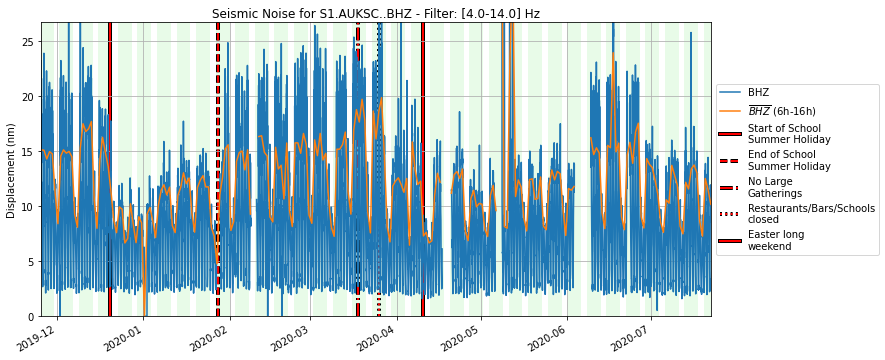 Seismic Noise for S1.AUKSC..BHZ - Filter: [4.0-14.0] Hz
Displacement (nm)
25
20
15
10
5
0
2019-12
2020-01
2020-02
2020-03
2020-04
2020-05
2020-06
2020-07
BHZ
BHZ (6h-16h)
Start of School
Summer Holiday
End of School
Summer Holiday
No Large
Gatherings
Restaurants/Bars/Schools
closed
Easter long
weekend